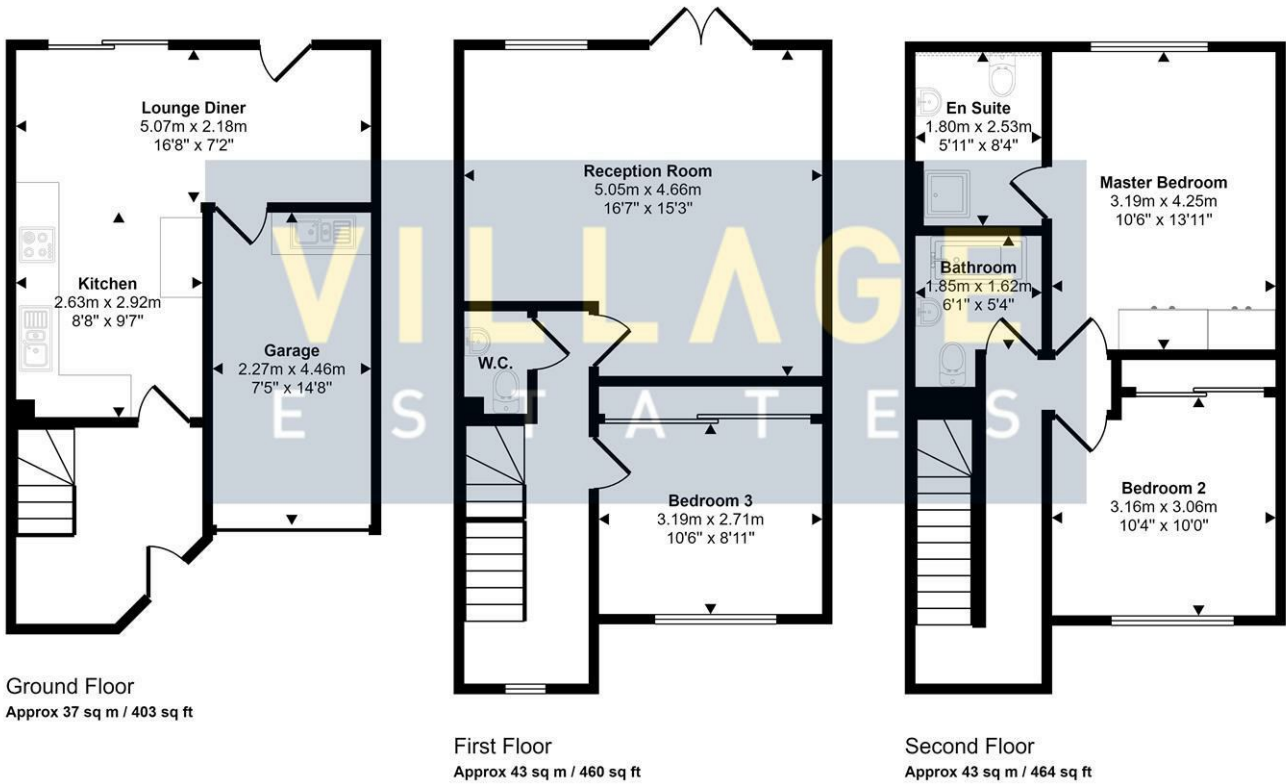 Lounge Diner
5.07m x 2.18m
16'8" x 7'2"
Kitchen
2.63m x 2.92m
8'8" x 9'7"
Garage
2.27m x 4.46m
7'5" x 14'8"
Ground Floor
Approx 37 sq m / 403 sq ft
Reception Room
5.05m x 4.66m
16'7" x 15'3"
W.C.
Bedroom 3
3.19m x 2.71m
10'6" x 8'11"
First Floor
Approx 43 sq m / 460 sq ft
En Suite
1.80m x 2.53m
5'11" x 8'4"
Master Bedroom
3.19m x 4.25m
10'6" x 13'11"
Bathroom
1.85m x 1.62m
6'1" x 5'4"
Bedroom 2
3.16m x 3.06m
10'4" x 10'0"
Second Floor
Approx 43 sq m / 464 sq ft
VILLAGE
ESTATES